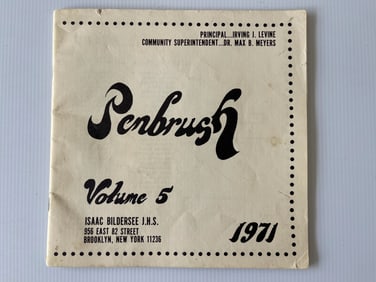 PRINCIPAL...IRVING J. LEVINE
COMMUNITY SUPERINTENDENT...DR. MAX B. MEYERS
Penbrush
Volume 5
ISAAC BILDERSEE J.H.S.
956 EAST 82 STREET
BROOKLYN, NEW YORK 11236
1971